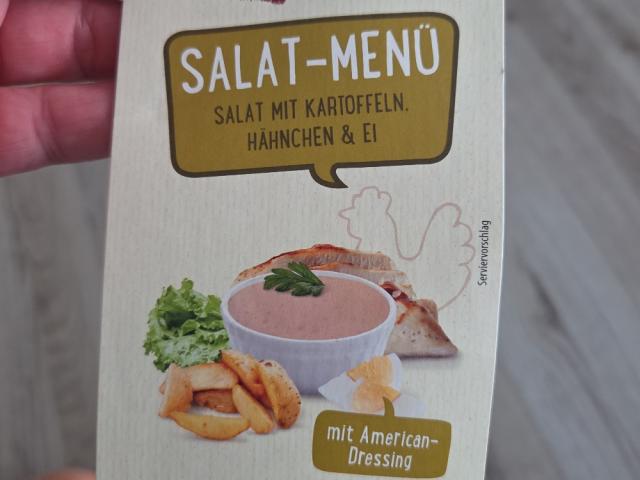 SALAT-MENÜ
SALAT MIT KARTOFFELN,
HÄHNCHEN & EI
Serviervorschlag
mit American-
Dressing